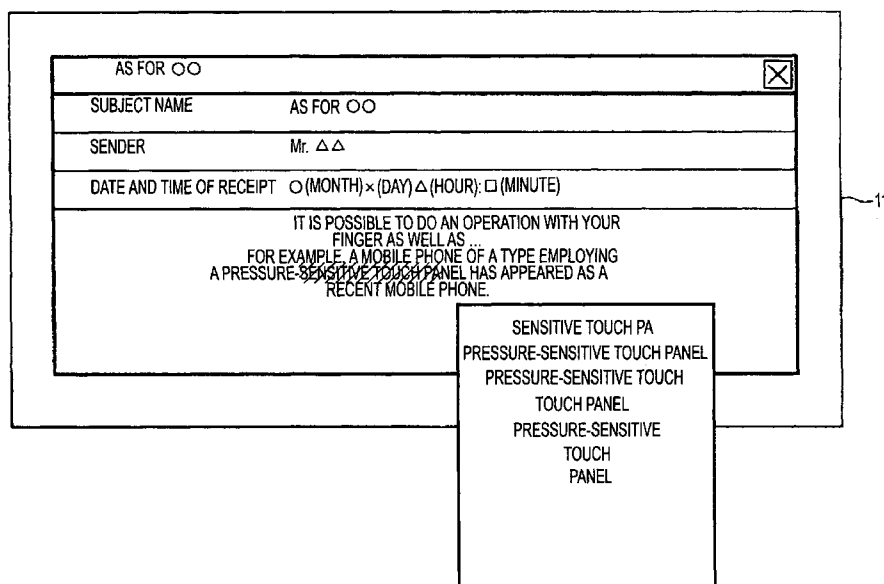 AS FOR ○○
SUBJECT NAME AS FOR ○○
SENDER Mr. △△
DATE AND TIME OF RECEIPT ○(MONTH)×(DAY)△(HOUR):□(MINUTE)
IT IS POSSIBLE TO DO AN OPERATION WITH YOUR
FINGER AS WELL AS ...
FOR EXAMPLE, A MOBILE PHONE OF A TYPE EMPLOYING
A PRESSURE-SENSITIVE TOUCH PANEL HAS APPEARED AS A
RECENT MOBILE PHONE.
SENSITIVE TOUCH PA
PRESSURE-SENSITIVE TOUCH PANEL
PRESSURE-SENSITIVE TOUCH
TOUCH PANEL
PRESSURE-SENSITIVE
TOUCH
PANEL